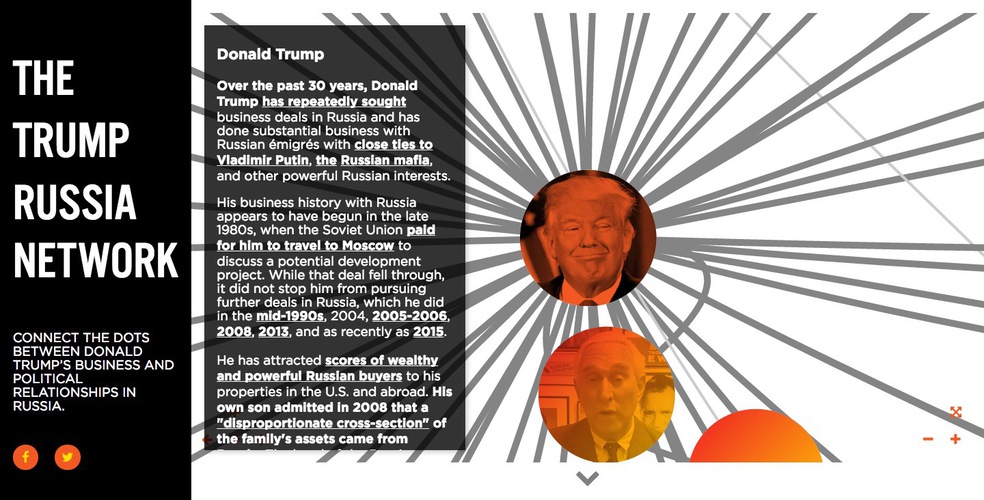 THE
TRUMP
RUSSIA
NETWORK
CONNECT THE DOTS
BETWEEN DONALD
TRUMP'S BUSINESS AND
POLITICAL
RELATIONSHIPS IN
RUSSIA.
Donald Trump
Over the past 30 years, Donald
Trump has repeatedly sought
business deals in Russia and has
done substantial business with
Russian émigrés with close ties to
Vladimir Putin, the Russian mafia,
and other powerful Russian interests.
His business history with Russia
appears to have begun in the late
1980s, when the Soviet Union paid
for him to travel to Moscow to
discuss a potential development
project. While that deal fell through,
it did not stop him from pursuing
further deals in Russia, which he did
in the mid-1990s, 2004, 2005-2006,
2008, 2013, and as recently as 2015.
He has attracted scores of wealthy
and powerful Russian buyers to his
properties in the U.S. and abroad. His
own son admitted in 2008 that a
"disproportionate cross-section" of
the family's assets came from